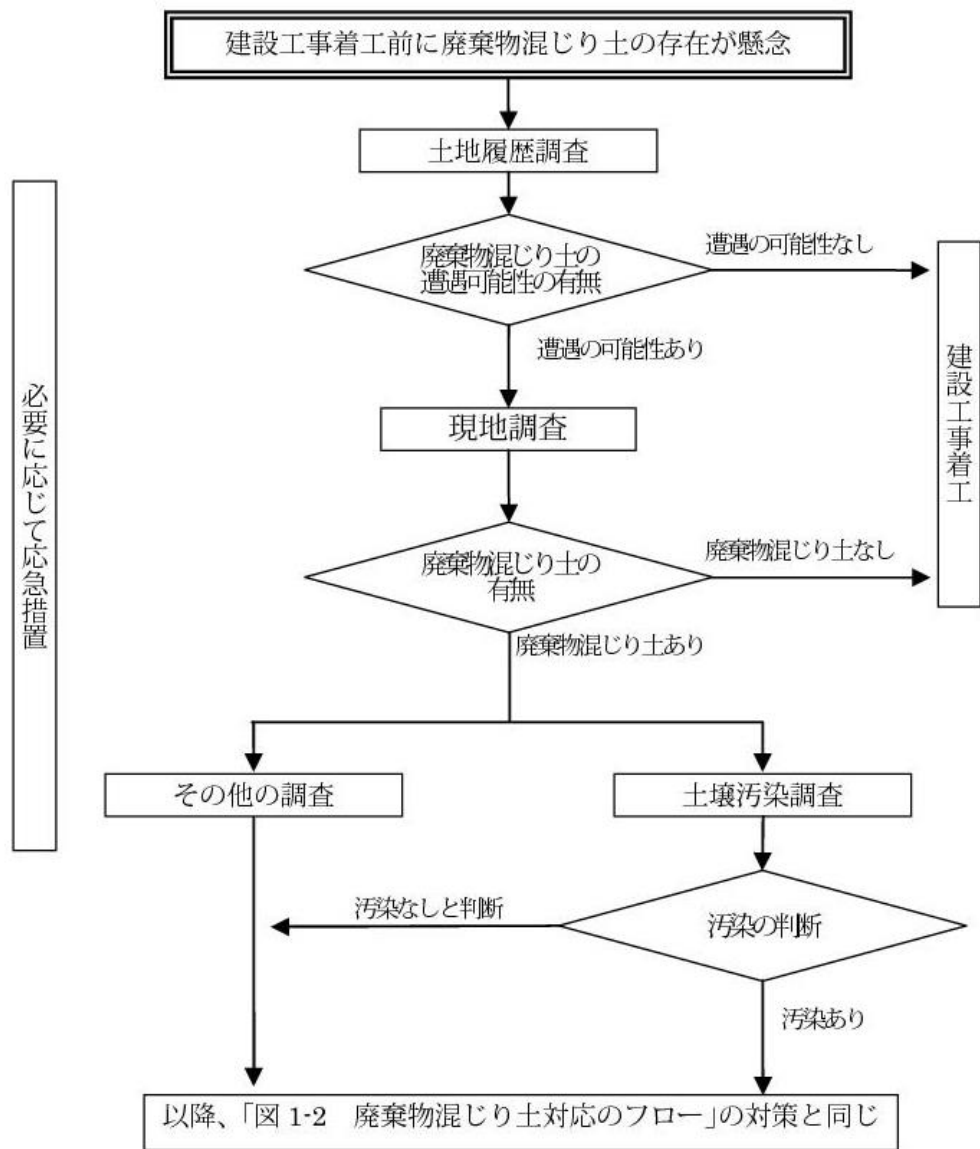 建設工事着工前に廃棄物混じり土の存在が懸念
土地履歴調査
廃棄物混じり土の
遭遇可能性の有無
遭遇の可能性なし
遭遇の可能性あり
現地調査
廃棄物混じり土の
有無
廃棄物混じり土なし
廃棄物混じり土あり
建設工事着工
必要に応じて応急措置
その他の調査
土壌汚染調査
汚染なしと判断
汚染の判断
汚染あり
以降、「図 1-2　廃棄物混じり土対応のフロー」の対策と同じ